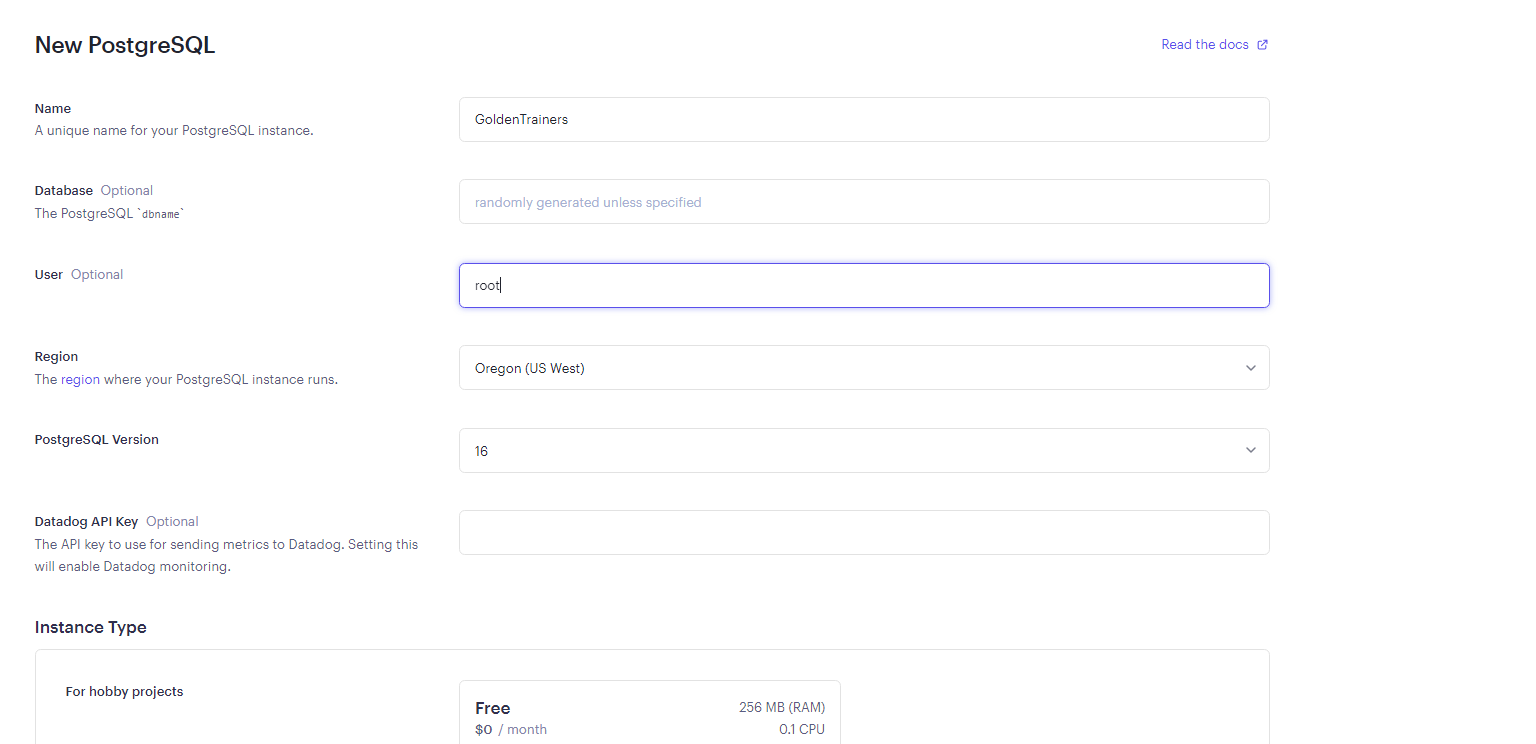 New PostgreSQL
Read the docs
Name
A unique name for your PostgreSQL instance.
GoldenTrainers
Database Optional
The PostgreSQL `dbname`
randomly generated unless specified
User Optional
root
Region
The region where your PostgreSQL instance runs.
Oregon (US West)
PostgreSQL Version
16
Datadog API Key Optional
The API key to use for sending metrics to Datadog. Setting this
will enable Datadog monitoring.
Instance Type
For hobby projects
Free
256 MB (RAM)
$0 / month
0.1 CPU